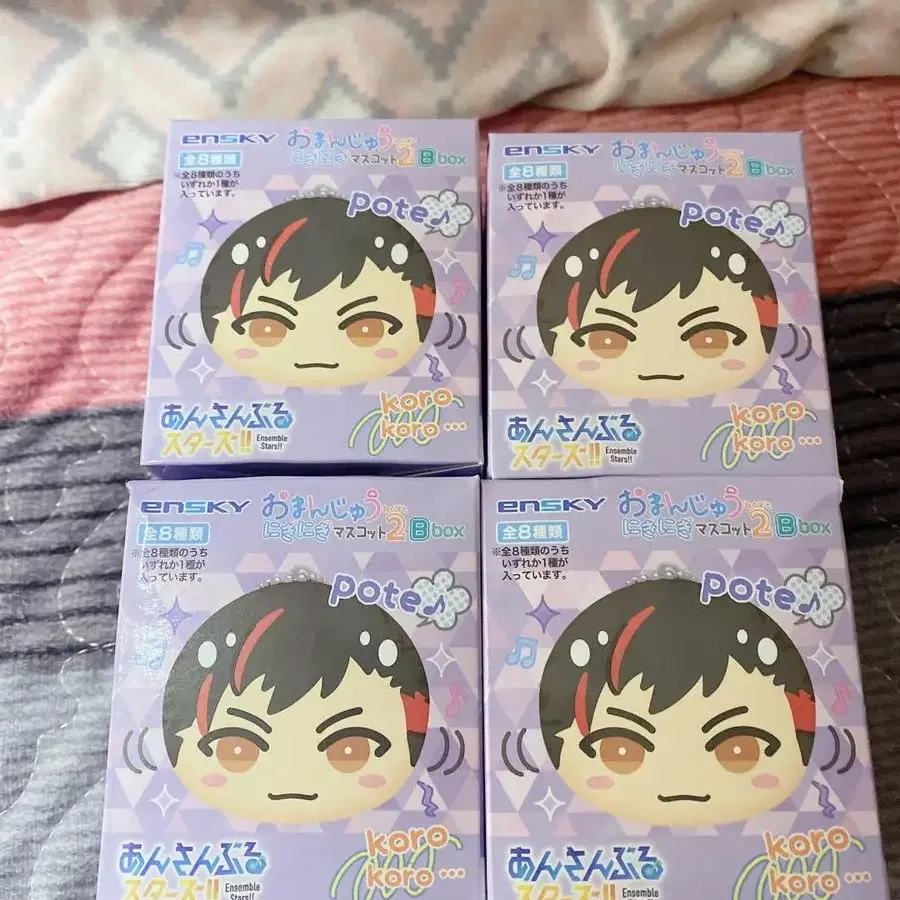 ensky
おまんじゅう
にぎにぎ マスコット2 B box
全8種類
※全8種類のうち
いずれか1種が
入っています。
pote♪
あんさんぶる
スターズ!!
Ensemble
Stars!!
koro
koro…
ensky
おまんじゅう
にぎにぎ マスコット2 B box
全8種類
※全8種類のうち
いずれか1種が
入っています。
pote♪
あんさんぶる
スターズ!!
Ensemble
Stars!!
koro
koro…
ensky
おまんじゅう
にぎにぎ マスコット2 B box
全8種類
※全8種類のうち
いずれか1種が
入っています。
pote♪
あんさんぶる
スターズ!!
Ensemble
Stars!!
koro
koro…
ensky
おまんじゅう
にぎにぎ マスコット2 B box
全8種類
※全8種類のうち
いずれか1種が
入っています。
pote♪
あんさんぶる
スターズ!!
Ensemble
Stars!!
koro
koro…